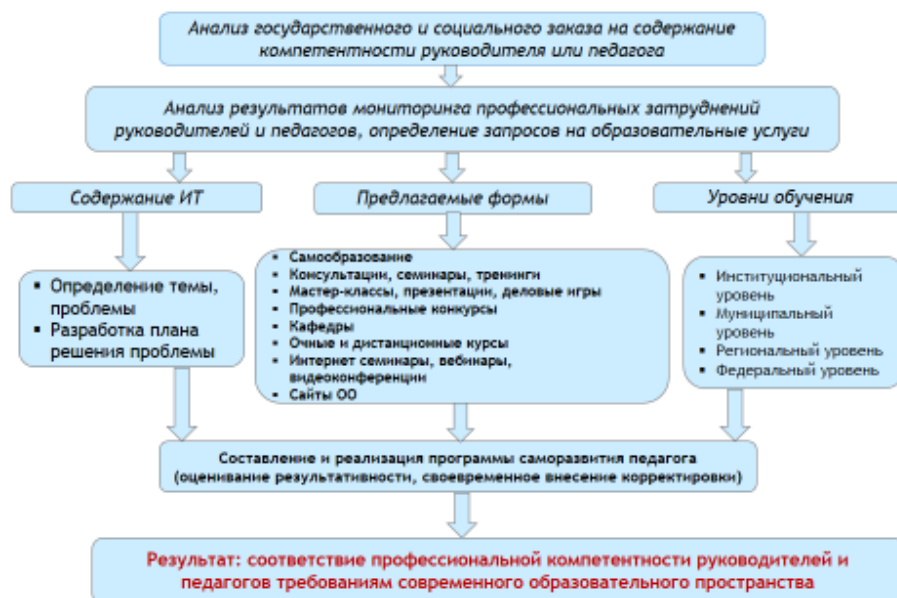 Анализ государственного и социального заказа на содержание
компетентности руководителя или педагога
Анализ результатов мониторинга профессиональных затруднений
руководителей и педагогов, определение запросов на образовательные услуги
Содержание ИТ
Предлагаемые формы
Уровни обучения
▪ Определение темы,
проблемы
▪ Разработка плана
решения проблемы
▪ Самообразование
▪ Консультации, семинары, тренинги
▪ Мастер-классы, презентации, деловые игры
▪ Профессиональные конкурсы
▪ Кафедры
▪ Очные и дистанционные курсы
▪ Интернет семинары, вебинары,
видеоконференции
▪ Сайты ОО
▪ Институциональный
уровень
▪ Муниципальный
уровень
▪ Региональный уровень
▪ Федеральный уровень
Составление и реализация программы саморазвития педагога
(оценивание результативности, своевременное внесение корректировки)
Результат: соответствие профессиональной компетентности руководителей и
педагогов требованиям современного образовательного пространства